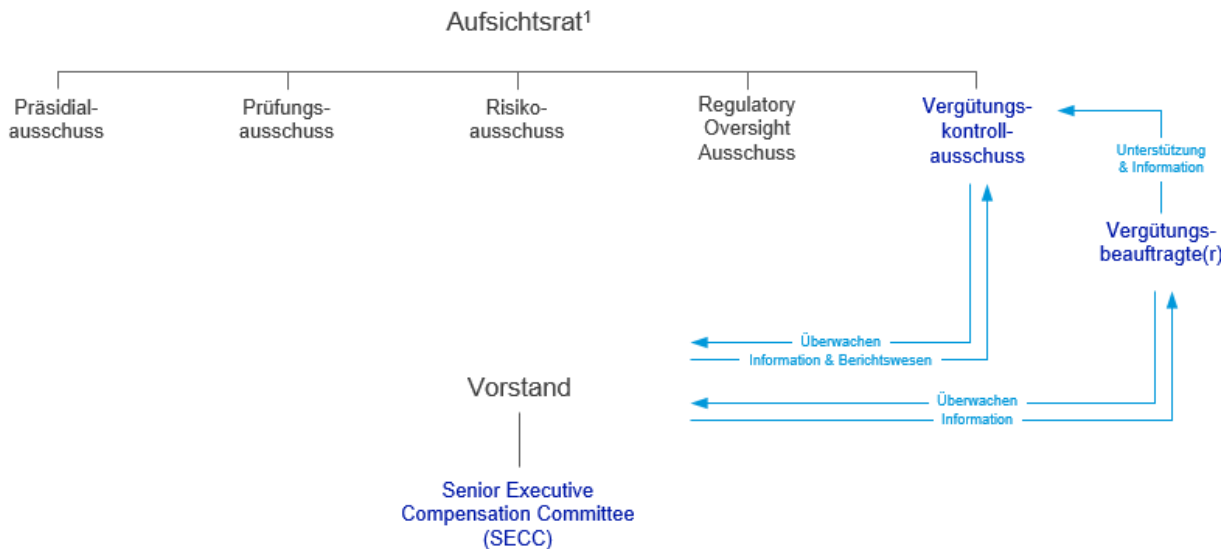 Aufsichtsrat¹
Präsidial-
ausschuss
Prüfungs-
ausschuss
Risiko-
ausschuss
Regulatory
Oversight
Ausschuss
Vergütungs-
kontroll-
ausschuss
Unterstützung
& Information
Vergütungs-
beauftragte(r)
Überwachen
Information & Berichtswesen
Vorstand
Überwachen
Information
Senior Executive
Compensation Committee
(SECC)